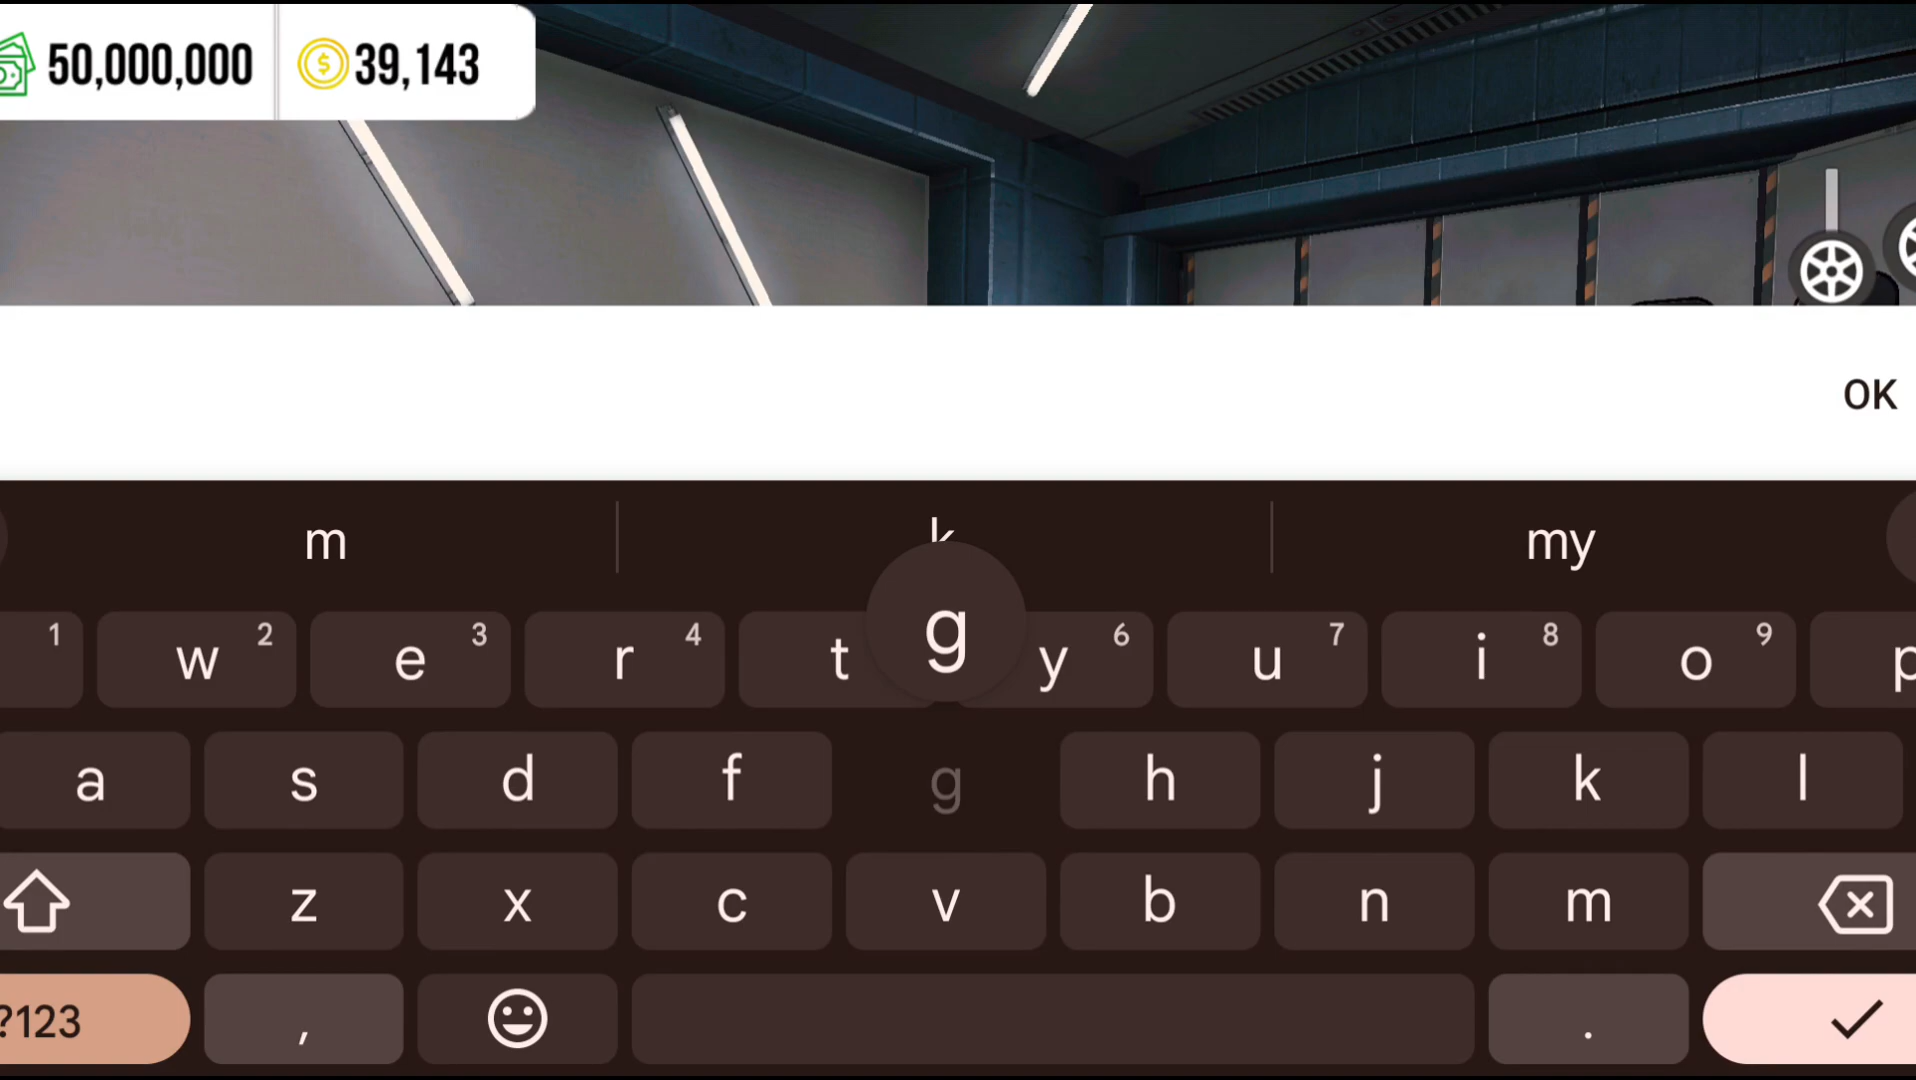 50,000,000 39,143
OK
m k my
1 w 2 e 3 r 4 t g y 6 u 7 i 8 o 9 p
a s d f g h j k l
z x c v b n m
?123 , .